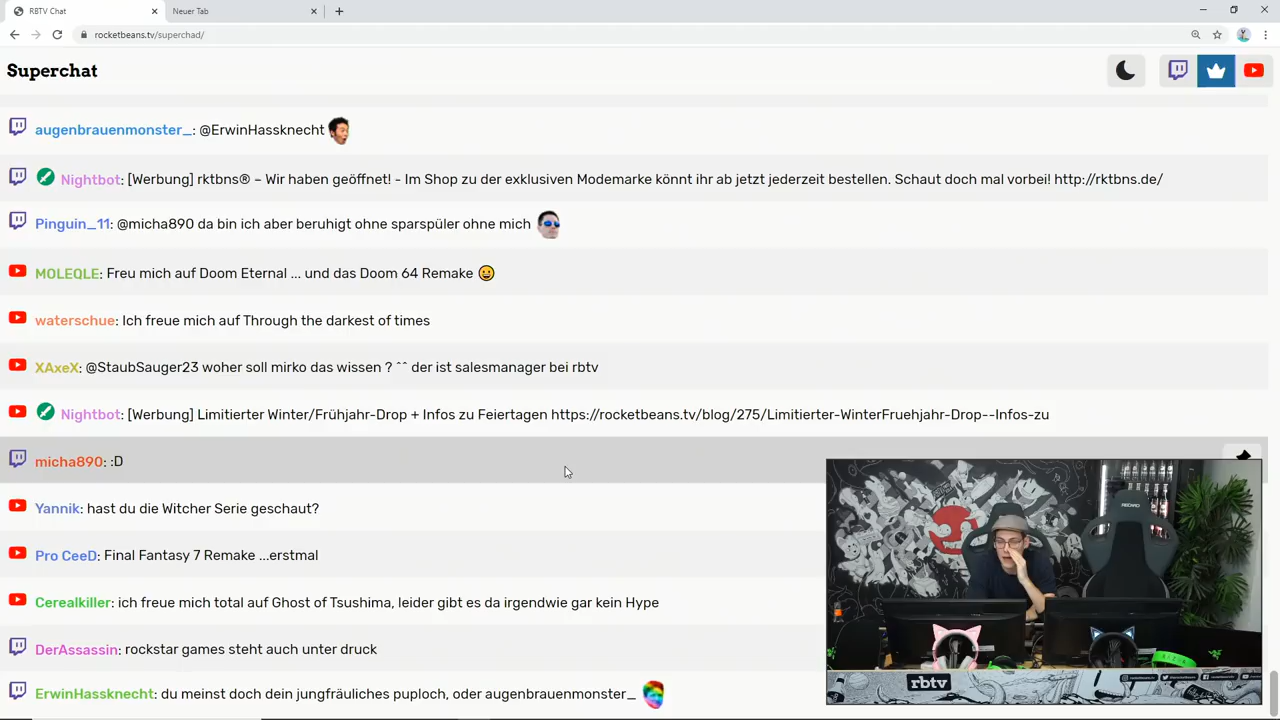 RBTV Chat
Neuer Tab
rocketbeans.tv/superchad/
Superchat
augenbrauenmonster_: @ErwinHassknecht
Nightbot: [Werbung] rktbns® – Wir haben geöffnet! - Im Shop zu der exklusiven Modemarke könnt ihr ab jetzt jederzeit bestellen. Schaut doch mal vorbei! http://rktbns.de/
Pinguin_11: @micha890 da bin ich aber beruhigt ohne sparspüler ohne mich
MOLEQLE: Freu mich auf Doom Eternal ... und das Doom 64 Remake 😀
waterschue: Ich freue mich auf Through the darkest of times
XAxeX: @StaubSauger23 woher soll mirko das wissen ? ^^ der ist salesmanager bei rbtv
Nightbot: [Werbung] Limitierter Winter/Frühjahr-Drop + Infos zu Feiertagen https://rocketbeans.tv/blog/275/Limitierter-WinterFruehjahr-Drop--Infos-zu
micha890: :D
Yannik: hast du die Witcher Serie geschaut?
Pro CeeD: Final Fantasy 7 Remake ...erstmal
Cerealkiller: ich freue mich total auf Ghost of Tsushima, leider gibt es da irgendwie gar kein Hype
DerAssassin: rockstar games steht auch unter druck
ErwinHassknecht: du meinst doch dein jungfräuliches puploch, oder augenbrauenmonster_
RECARO
rbtv